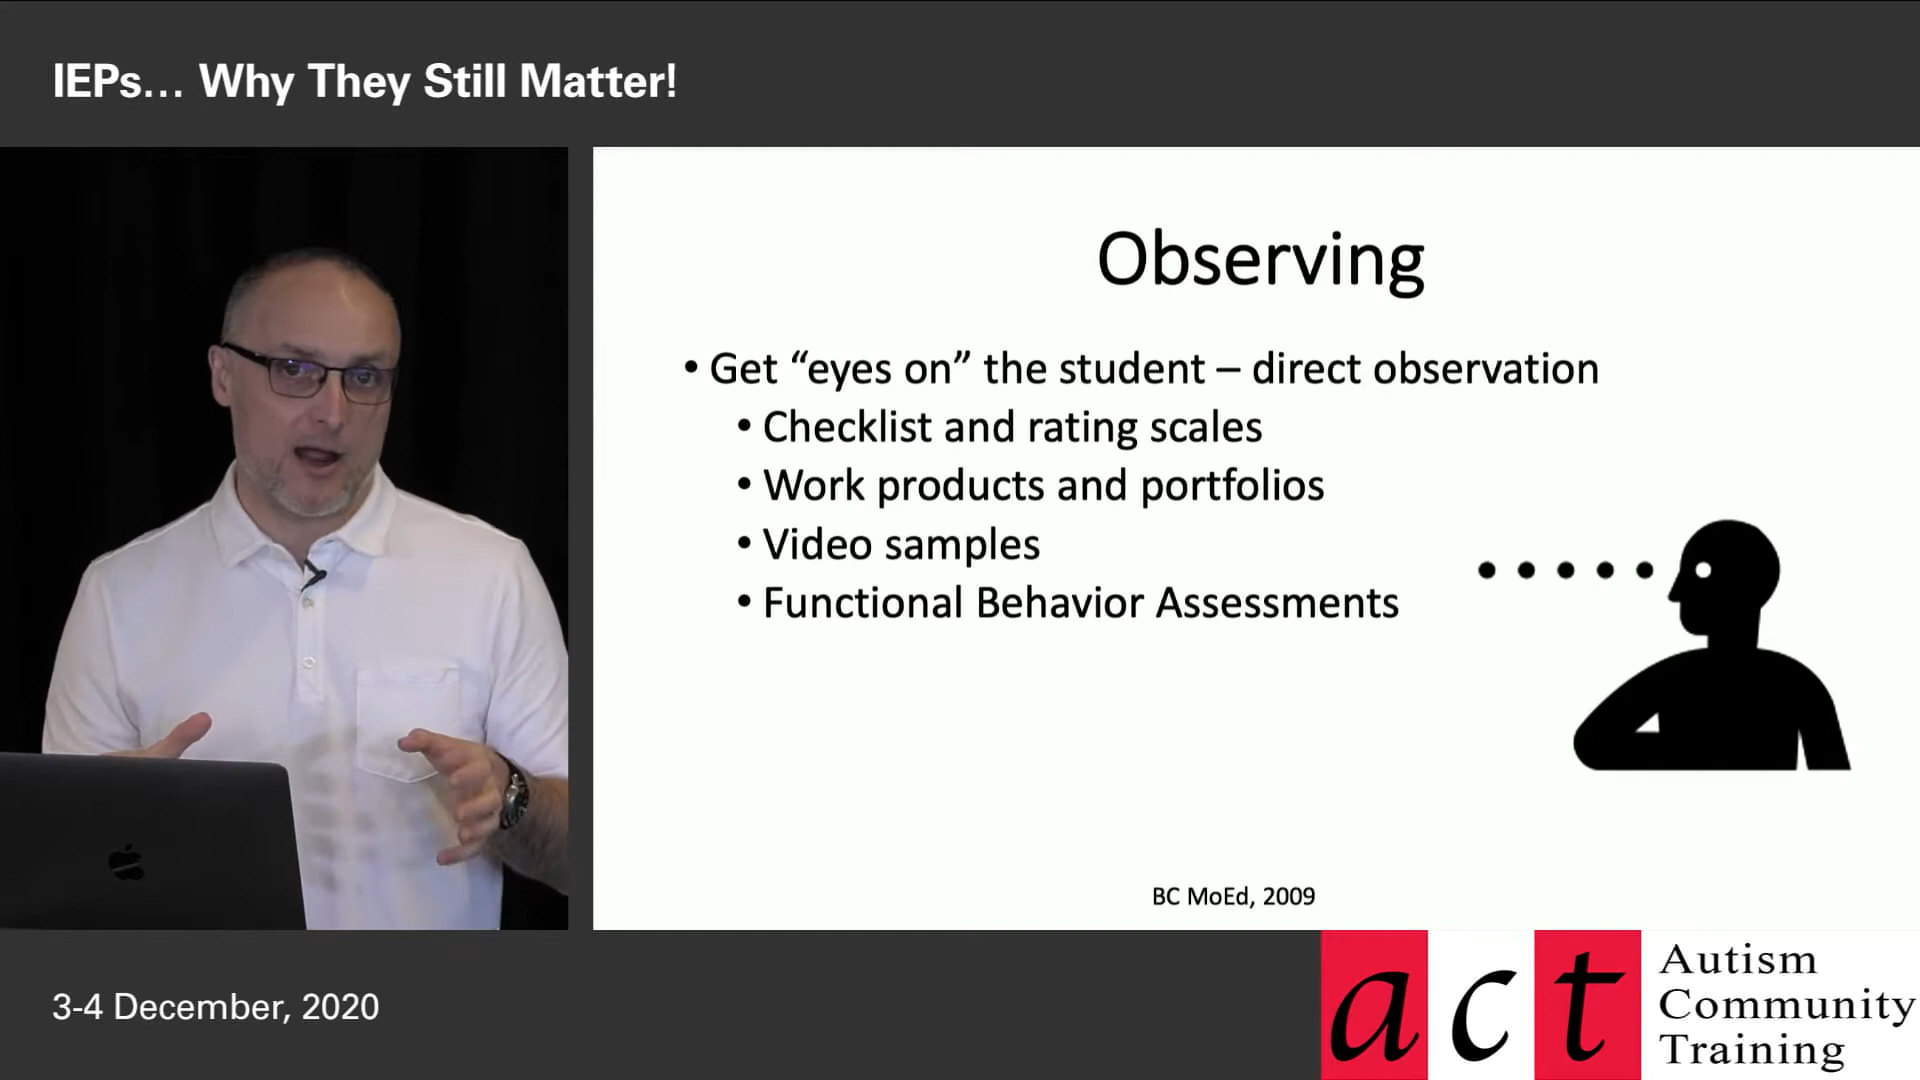 IEPs... Why They Still Matter!
Observing
• Get “eyes on” the student – direct observation
• Checklist and rating scales
• Work products and portfolios
• Video samples
• Functional Behavior Assessments
BC MoEd, 2009
3-4 December, 2020
act
Autism
Community
Training